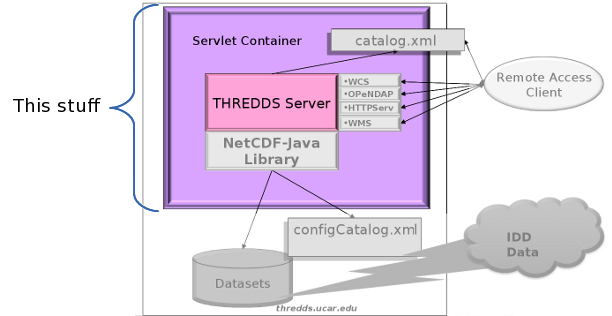 Servlet Container
catalog.xml
This stuff
THREDDS Server
•WCS
•OPeNDAP
•HTTPServ
•WMS
Remote Access
Client
NetCDF-Java
Library
configCatalog.xml
IDD
Data
Datasets
thredds.ucar.edu